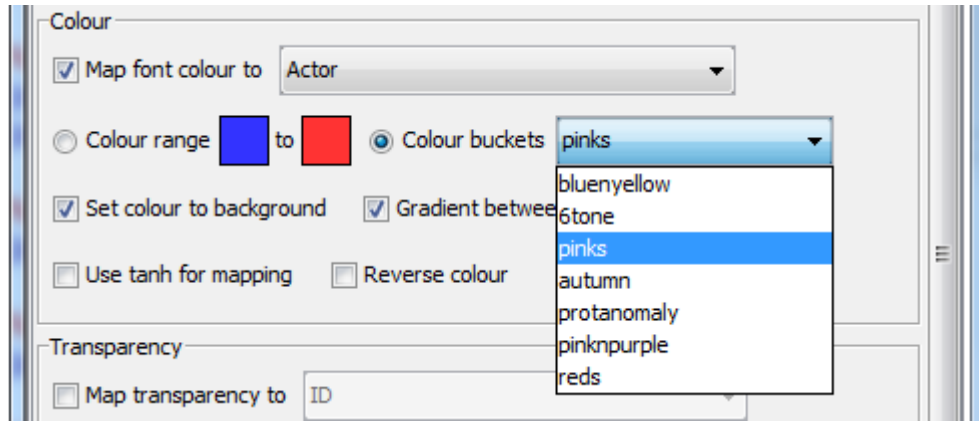 Colour
Map font colour to Actor
Colour range to Colour buckets pinks
bluenyellow
Set colour to background Gradient betwee
6tone
pinks
Use tanh for mapping Reverse colour
autumn
protanomaly
Transparency
pinknpurple
Map transparency to ID
reds